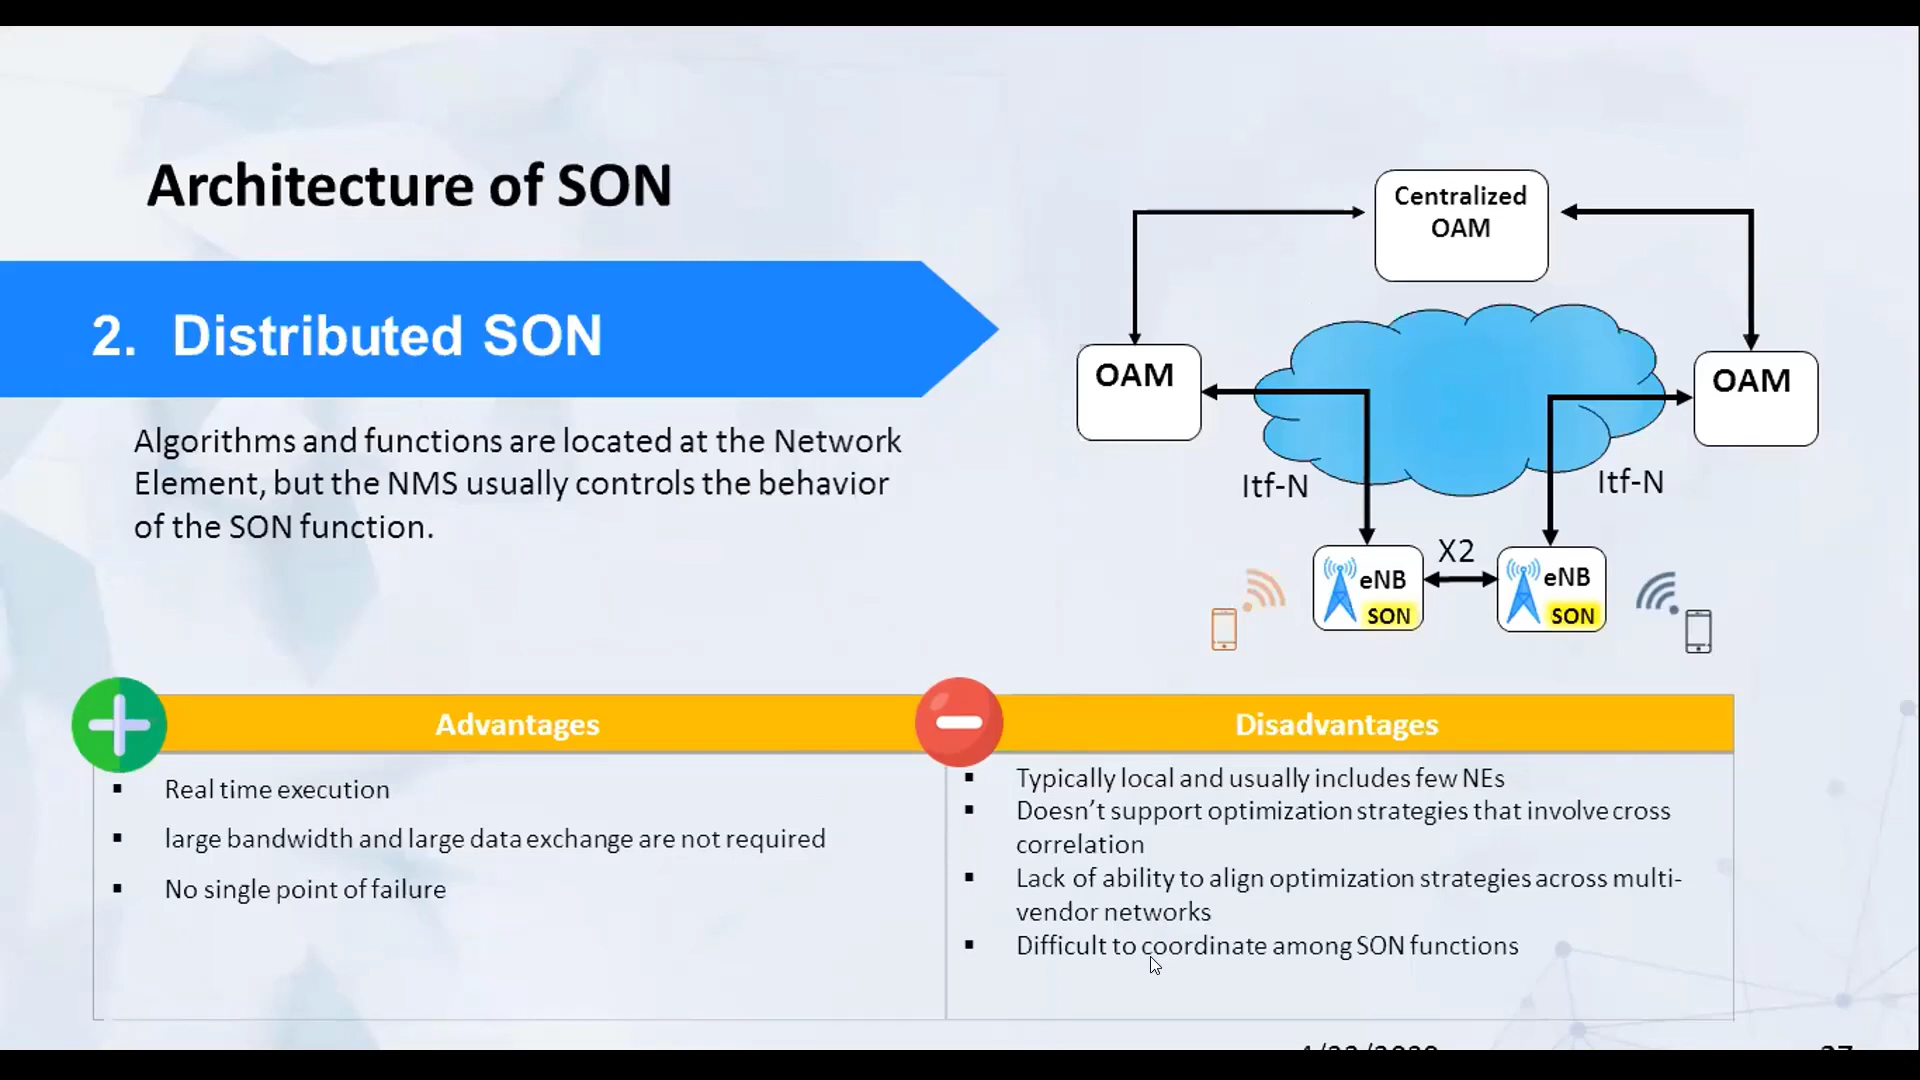 Architecture of SON
2. Distributed SON
Algorithms and functions are located at the Network
Element, but the NMS usually controls the behavior
of the SON function.
Centralized
OAM
OAM
OAM
Itf-N
Itf-N
X2
eNB
SON
eNB
SON
Advantages
Disadvantages
▪ Real time execution
▪ large bandwidth and large data exchange are not required
▪ No single point of failure
▪ Typically local and usually includes few NEs
▪ Doesn’t support optimization strategies that involve cross
correlation
▪ Lack of ability to align optimization strategies across multi-
vendor networks
▪ Difficult to coordinate among SON functions